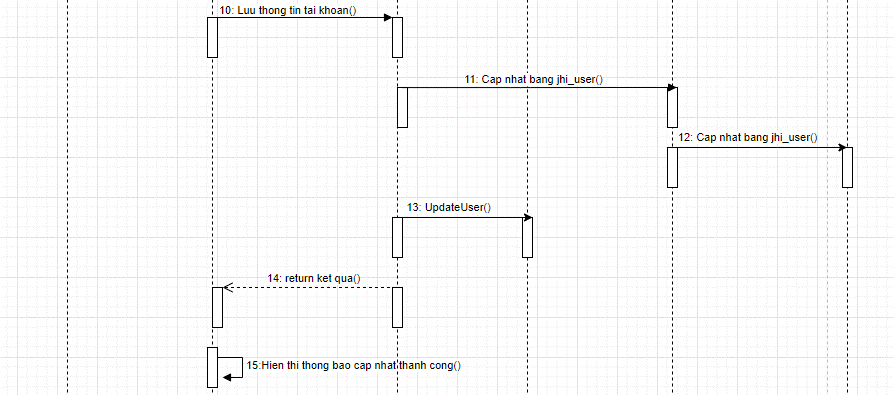 10: Luu thong tin tai khoan()
11: Cap nhat bang jhi_user()
12: Cap nhat bang jhi_user()
13: UpdateUser()
14: return ket qua()
15:Hien thi thong bao cap nhat thanh cong()